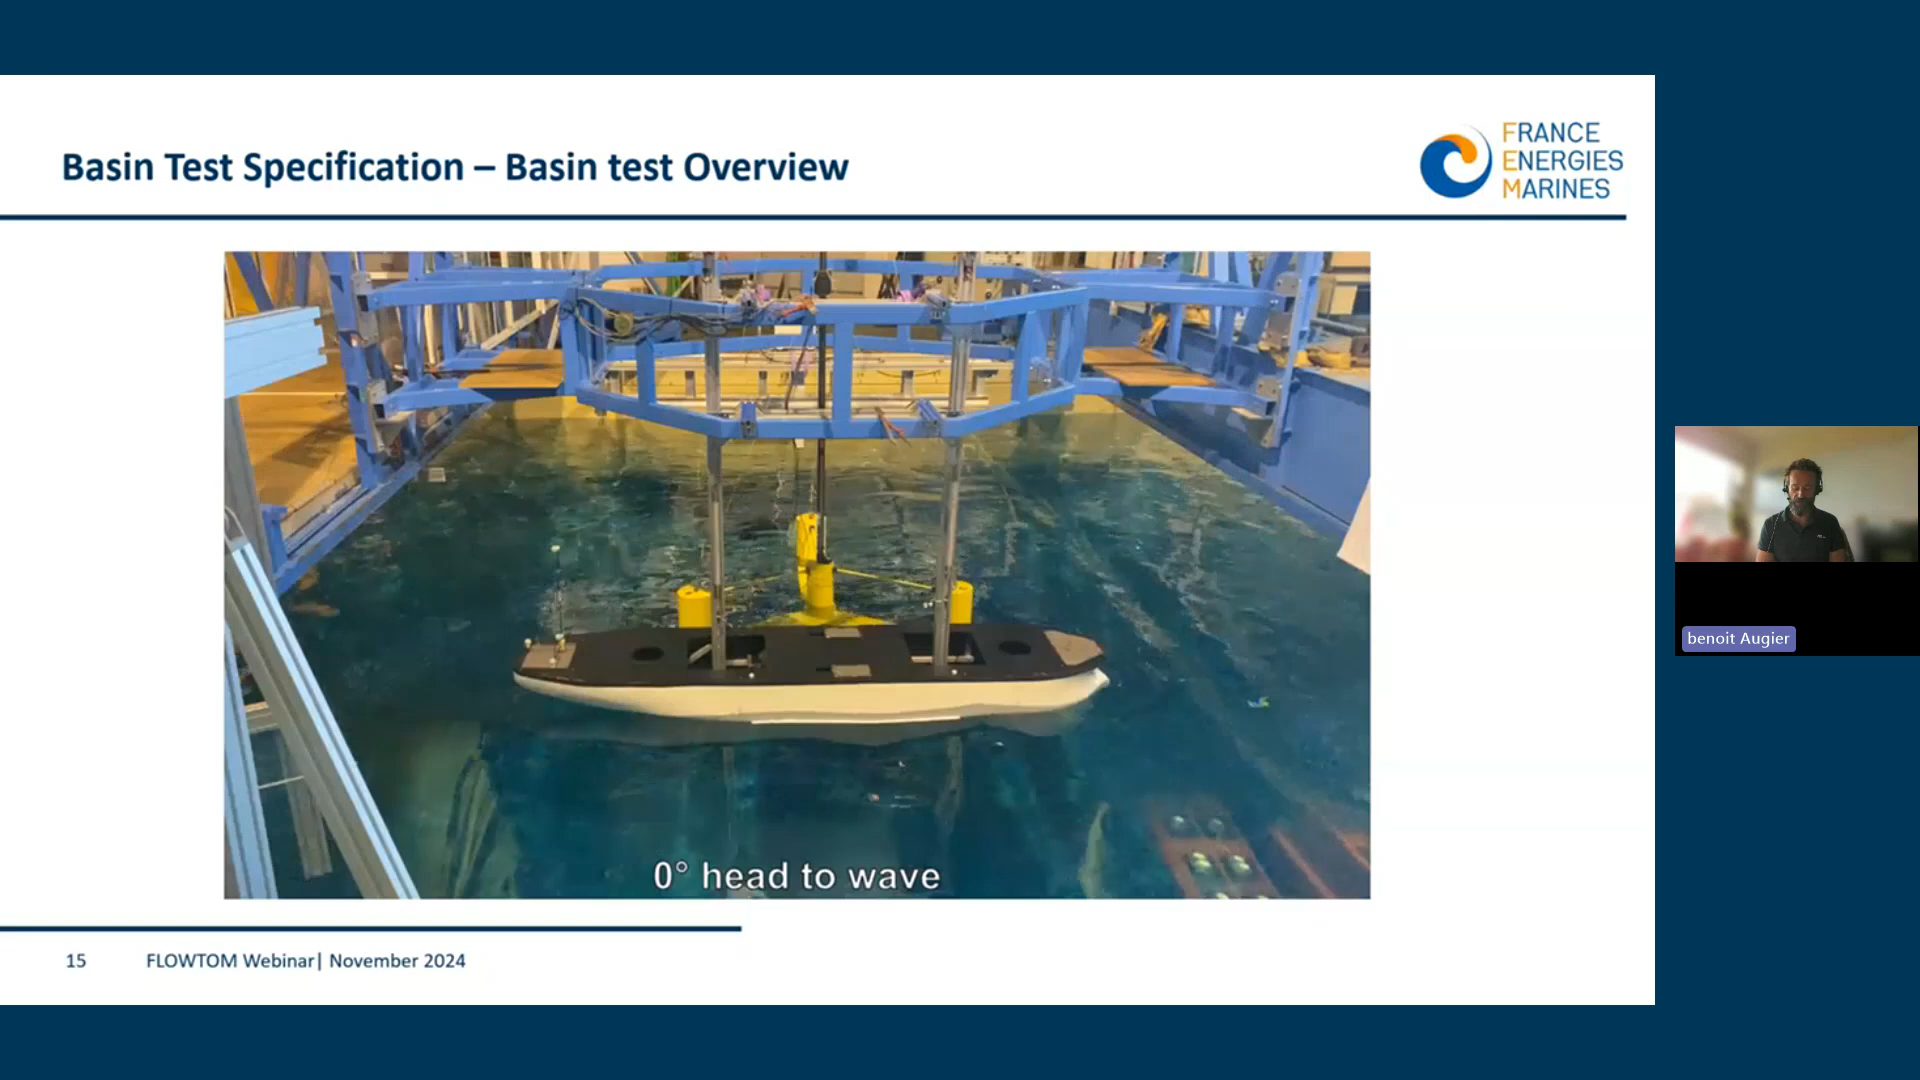 Basin Test Specification – Basin test Overview
FRANCE
ENERGIES
MARINES
0° head to wave
benoit Augier
15 FLOWTOM Webinar| November 2024